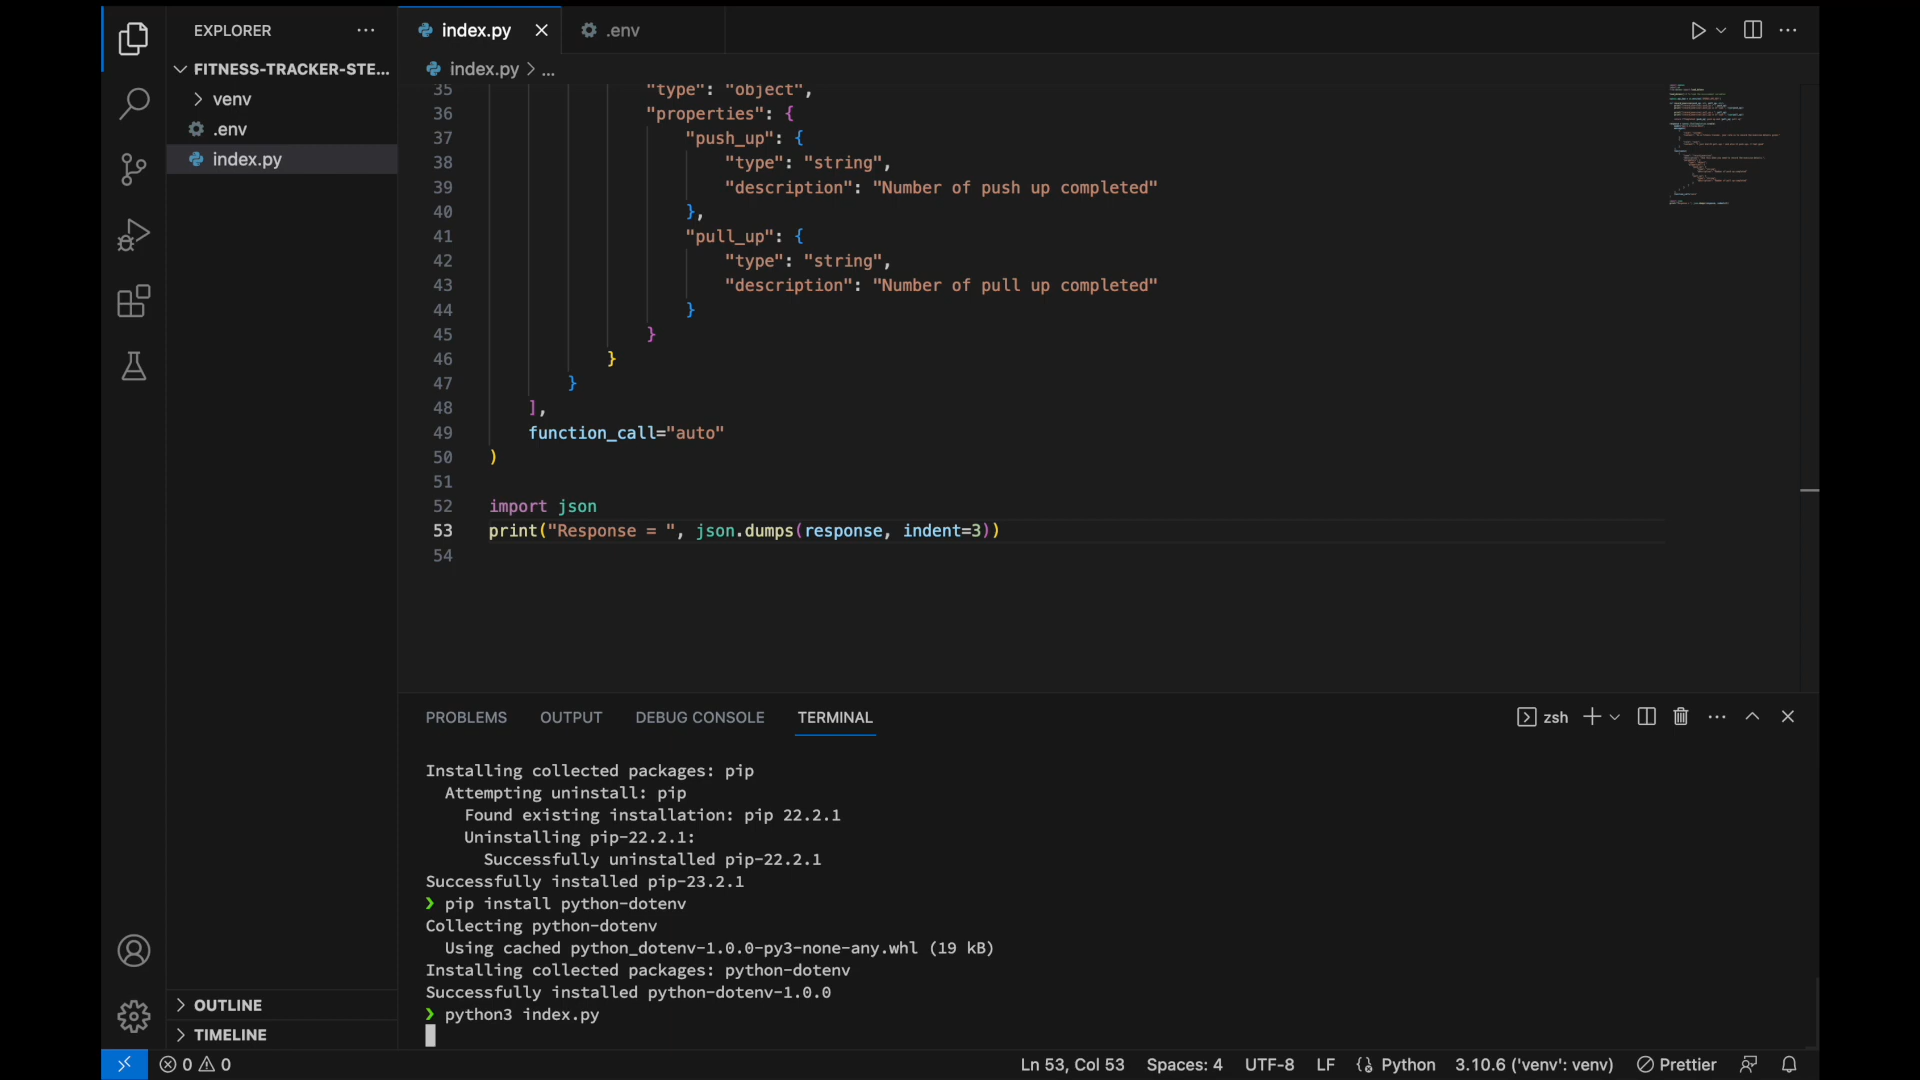 EXPLORER
index.py
.env
FITNESS-TRACKER-STE...
index.py > ...
venv
.env
index.py
35 "type": "object",
36 "properties": {
37 "push_up": {
38 "type": "string",
39 "description": "Number of push up completed"
40 },
41 "pull_up": {
42 "type": "string",
43 "description": "Number of pull up completed"
44 }
45 }
46 }
47 }
48 ],
49 function_call="auto"
50 )
51
52 import json
53 print("Response = ", json.dumps(response, indent=3))
54
PROBLEMS OUTPUT DEBUG CONSOLE TERMINAL
zsh
Installing collected packages: pip
Attempting uninstall: pip
Found existing installation: pip 22.2.1
Uninstalling pip-22.2.1:
Successfully uninstalled pip-22.2.1
Successfully installed pip-23.2.1
❯ pip install python-dotenv
Collecting python-dotenv
Using cached python_dotenv-1.0.0-py3-none-any.whl (19 kB)
Installing collected packages: python-dotenv
Successfully installed python-dotenv-1.0.0
❯ python3 index.py
OUTLINE
TIMELINE
0 0
Ln 53, Col 53 Spaces: 4 UTF-8 LF Python 3.10.6 ('venv': venv) Prettier